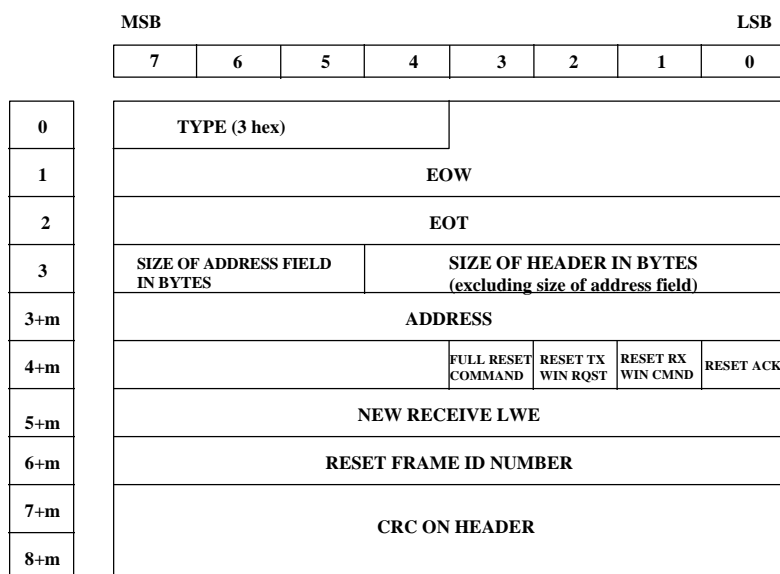 MSB LSB
7 6 5 4 3 2 1 0
0 TYPE (3 hex)
1 EOW
2 EOT
3 SIZE OF ADDRESS FIELD IN BYTES SIZE OF HEADER IN BYTES (excluding size of address field)
3+m ADDRESS
4+m FULL RESET COMMAND RESET TX WIN RQST RESET RX WIN CMND RESET ACK
5+m NEW RECEIVE LWE
6+m RESET FRAME ID NUMBER
7+m
CRC ON HEADER
8+m